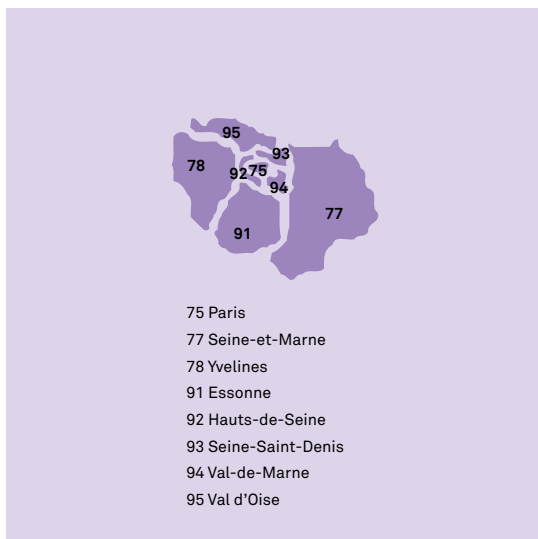 95
93
78
92
75
94
77
91
75 Paris
77 Seine-et-Marne
78 Yvelines
91 Essonne
92 Hauts-de-Seine
93 Seine-Saint-Denis
94 Val-de-Marne
95 Val d’Oise